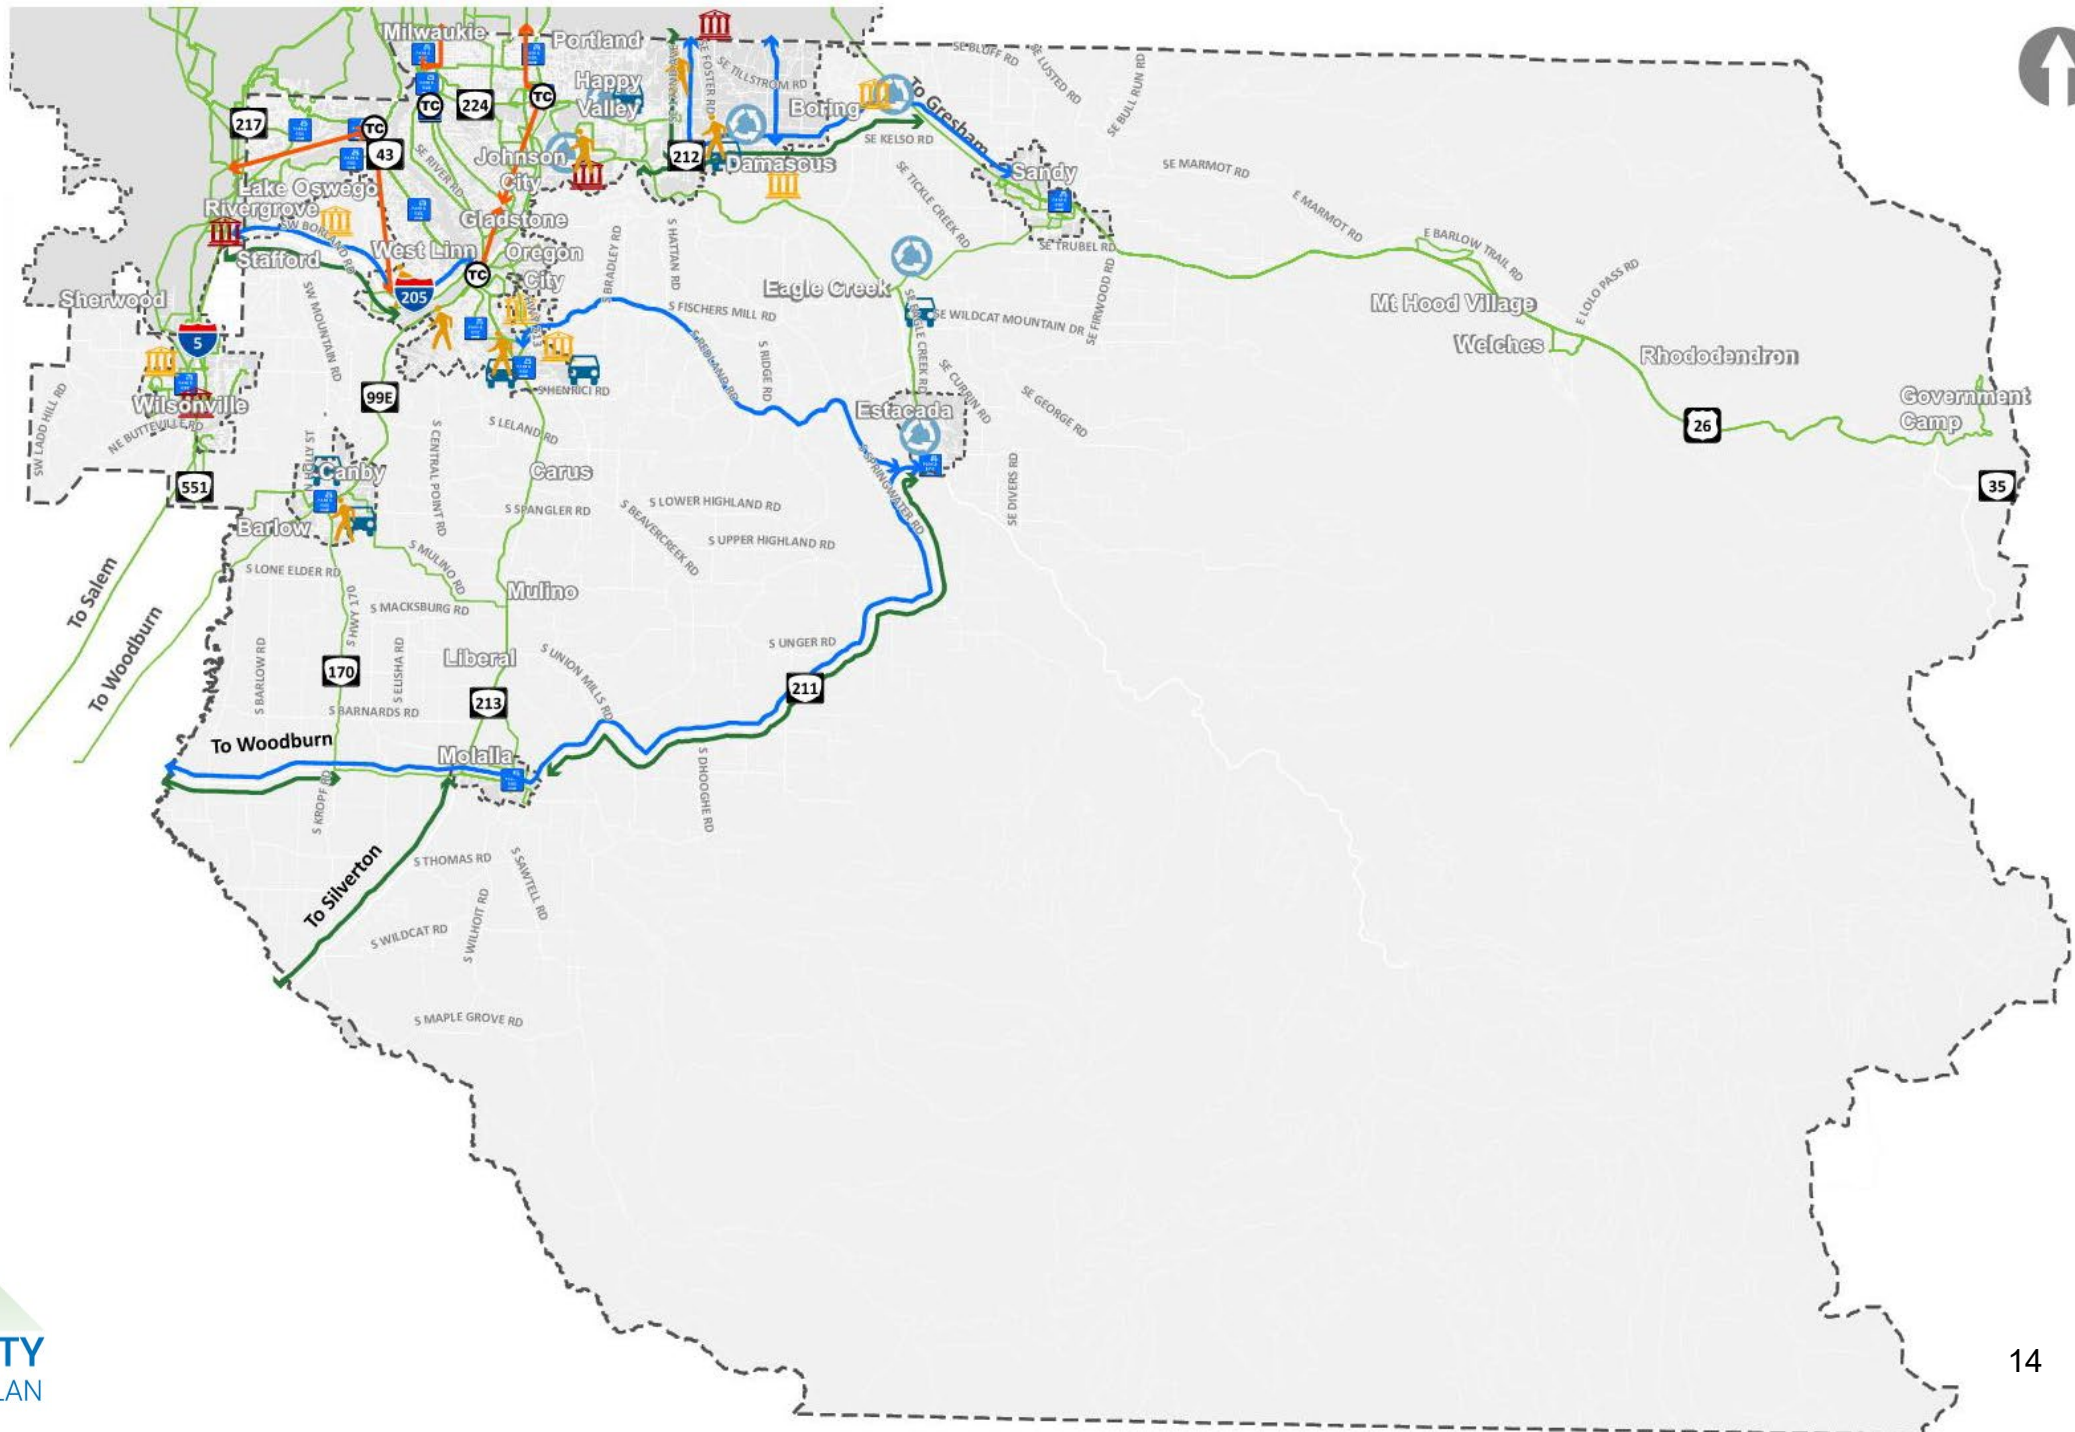 Milwaukie
Portland
SE BLUFF RD
SE LUSTED RD
SE BULL RUN RD
SE FOSTER RD
SE TILLSTROM RD
Happy
Valley
Boring
To Gresham
TC
TC
224
217
TC
43
SE RIVER RD
Johnson
City
212
Damascus
SE KELSO RD
SE TICKLE CREEK RD
Sandy
SE MARMOT RD
E MARMOT RD
Lake Oswego
Rivergrove
SW BORLAND RD
Gladstone
West Linn
Oregon
City
Stafford
TC
205
S BRADLEY RD
S HATTAN RD
SE TRUBEL RD
E BARLOW TRAIL RD
E LOLO PASS RD
SE FIRWOOD RD
Eagle Creek
Mt Hood Village
Sherwood
5
SW MOUNTAIN RD
S FISCHERS MILL RD
SE EAGLE CREEK RD
SE WILDCAT MOUNTAIN DR
Welches
Rhododendron
S REDLAND RD
S RIDGE RD
SE CURRIN RD
SE GEORGE RD
S HENRICI RD
99E
Wilsonville
NE BUTTEVILLE RD
SW LADD HILL RD
Estacada
Government
Camp
26
35
S LELAND RD
S CENTRAL POINT RD
N HOLLY ST
Canby
Carus
551
S SPRINGWATER RD
SE DIVERS RD
S SPANGLER RD
S LOWER HIGHLAND RD
S BEAVERCREEK RD
Barlow
S UPPER HIGHLAND RD
S MULINO RD
S LONE ELDER RD
To Salem
To Woodburn
Mulino
S HWY 170
S MACKSBURG RD
S BARLOW RD
S ELISHA RD
170
Liberal
S UNION MILLS RD
S UNGER RD
211
213
S BARNARDS RD
To Woodburn
Molalla
S DHOOGHE RD
S KROPF RD
To Silverton
S THOMAS RD
S SAWTELL RD
S WILHOIT RD
S WILDCAT RD
S MAPLE GROVE RD
TY
LAN
14